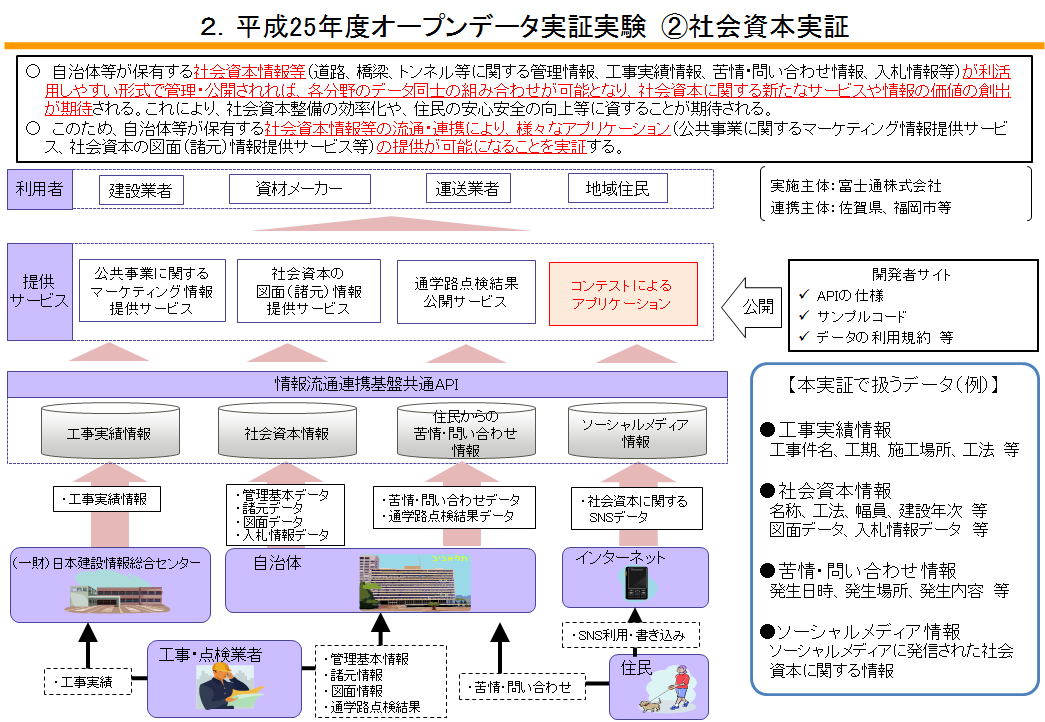 ２．平成25年度オープンデータ実証実験 ②社会資本実証
○ 自治体等が保有する社会資本情報等（道路、橋梁、トンネル等に関する管理情報、工事実績情報、苦情・問い合わせ情報、入札情報等）が利活
用しやすい形式で管理・公開されれば、各分野のデータ同士の組み合わせが可能となり、社会資本に関する新たなサービスや情報の価値の創出
が期待される。これにより、社会資本整備の効率化や、住民の安心安全の向上等に資することが期待される。
○ このため、自治体等が保有する社会資本情報等の流通・連携により、様々なアプリケーション（公共事業に関するマーケティング情報提供サービ
ス、社会資本の図面（諸元）情報提供サービス等）の提供が可能になることを実証する。
利用者
建設業者
資材メーカー
運送業者
地域住民
実施主体：富士通株式会社
連携主体：佐賀県、福岡市等
提供
サービス
公共事業に関する
マーケティング情報
提供サービス
社会資本の
図面（諸元）情報
提供サービス
通学路点検結果
公開サービス
コンテストによる
アプリケーション
公開
開発者サイト
✓ APIの仕様
✓ サンプルコード
✓ データの利用規約 等
情報流通連携基盤共通API
工事実績情報
社会資本情報
住民からの
苦情・問い合わせ
情報
ソーシャルメディア
情報
・工事実績情報
・管理基本データ
・諸元データ
・図面データ
・入札情報データ
・苦情・問い合わせデータ
・通学路点検結果データ
・社会資本に関する
SNSデータ
（一財）日本建設情報総合センター
自治体
インターネット
・SNS利用・書き込み
工事・点検業者
住民
・工事実績
・管理基本情報
・諸元情報
・図面情報
・通学路点検結果
・苦情・問い合わせ
【本実証で扱うデータ（例）】
●工事実績情報
工事件名、工期、施工場所、工法 等
●社会資本情報
名称、工法、幅員、建設年次 等
図面データ、入札情報データ 等
●苦情・問い合わせ情報
発生日時、発生場所、発生内容 等
●ソーシャルメディア情報
ソーシャルメディアに発信された社会
資本に関する情報